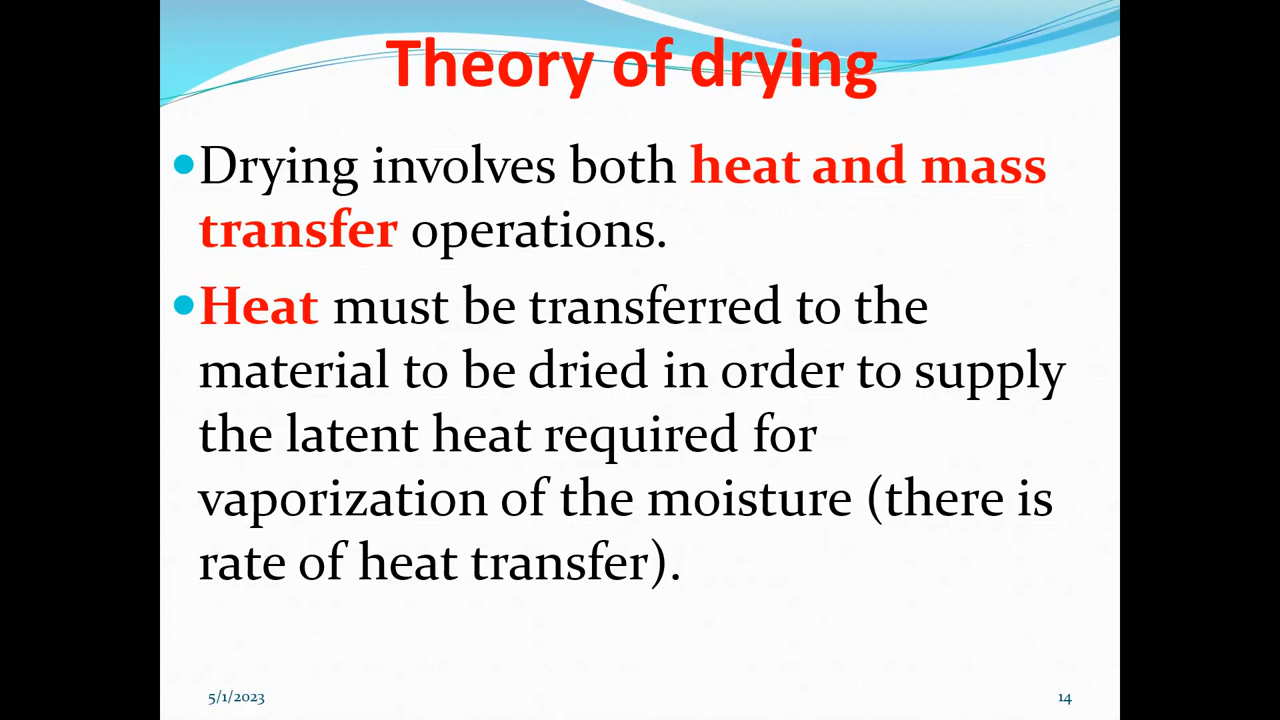 Theory of drying
•Drying involves both heat and mass
transfer operations.
•Heat must be transferred to the
material to be dried in order to supply
the latent heat required for
vaporization of the moisture (there is
rate of heat transfer).
5/1/2023
14